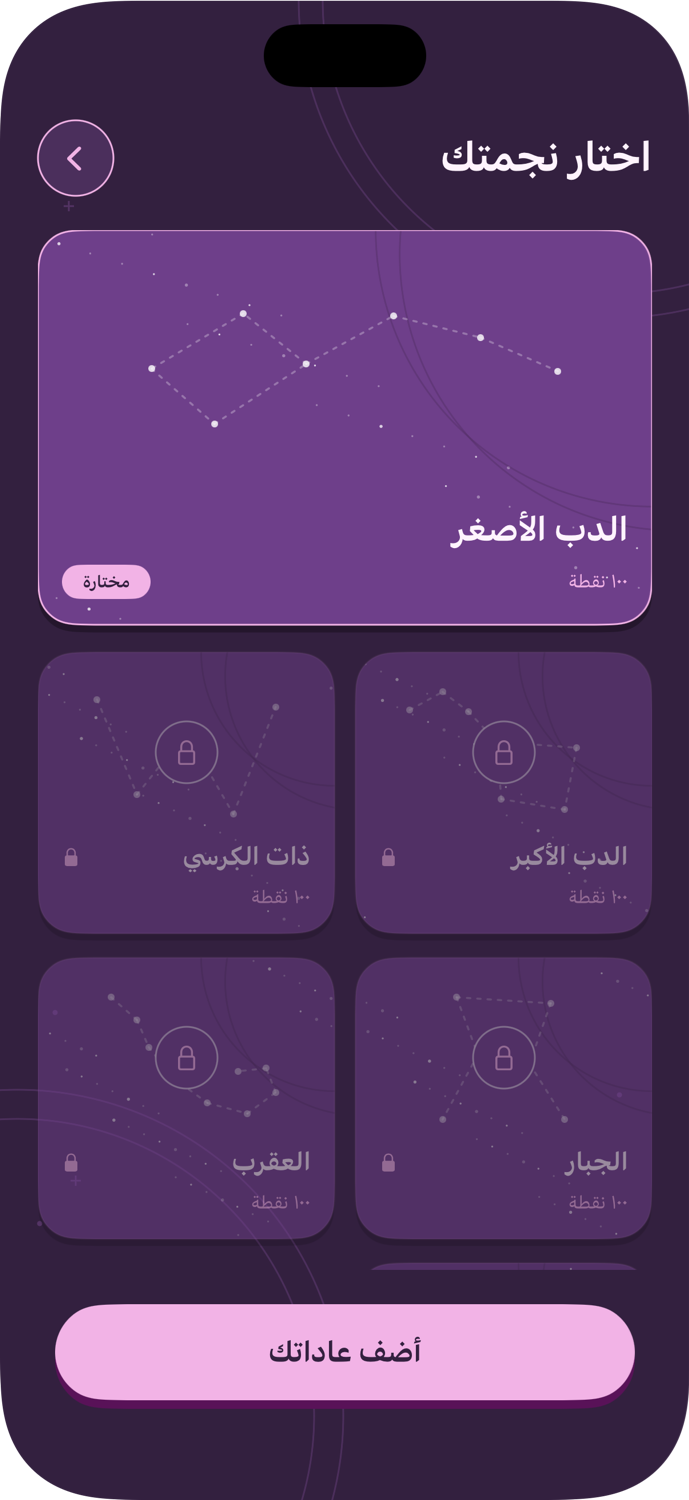 اختار نجمتك
الدب الأصغر
١٠٠ نقطة
مختارة
الدب الأكبر
١٠٠ نقطة
ذات الكرسي
١٠٠ نقطة
الجبار
١٠٠ نقطة
العقرب
١٠٠ نقطة
أضف عاداتك